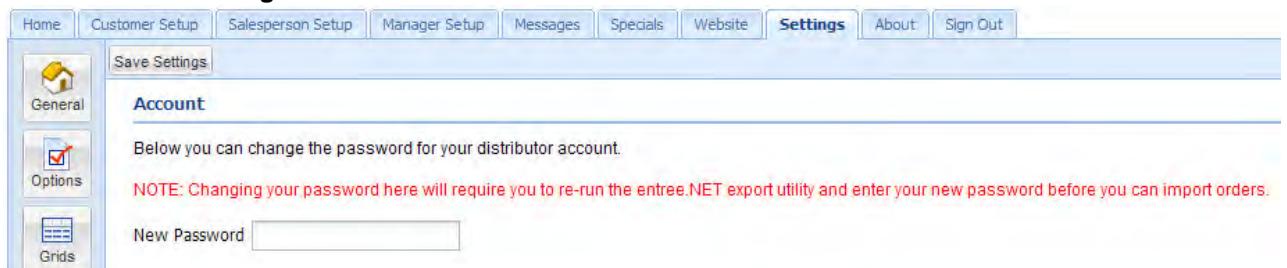 Home Customer Setup Salesperson Setup Manager Setup Messages Specials Website Settings About Sign Out
Save Settings
General
Account
Below you can change the password for your distributor account.
Options
NOTE: Changing your password here will require you to re-run the entree.NET export utility and enter your new password before you can import orders.
New Password
Grids